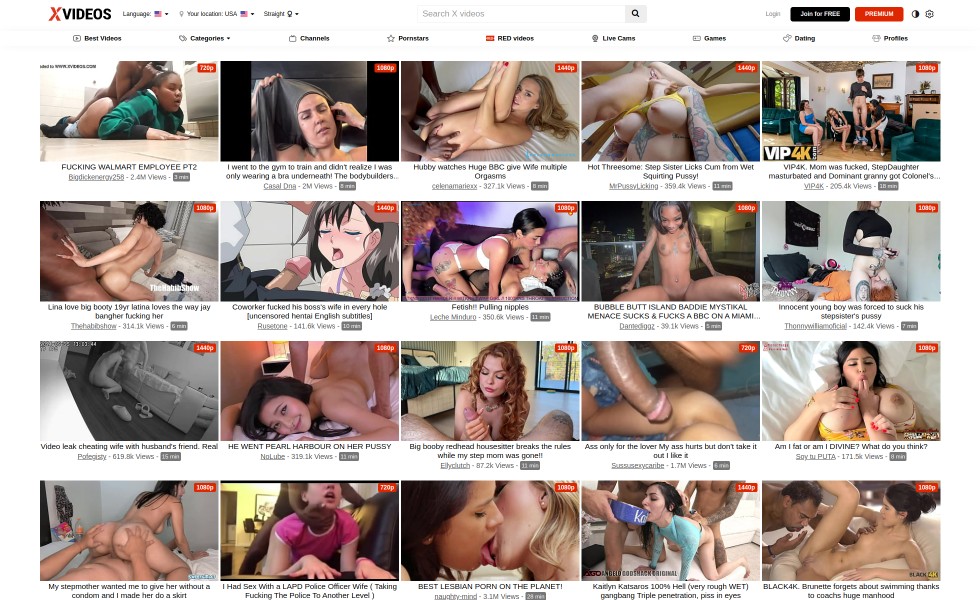 XVIDEOS
Language:
Your location: USA
Straight
Search X videos
Login
Join for FREE
PREMIUM
Best Videos
Categories
Channels
Pornstars
RED videos
Live Cams
Games
Dating
Profiles
720p
1080p
1440p
1440p
1080p
VIP4K
FUCKING WALMART EMPLOYEE PT2
Bigdickenergy258 - 2.4M Views - 3 min
I went to the gym to train and didn't realize I was
only wearing a bra underneath! The bodybuilders..
Casal Dna - 2M Views - 8 min
Hubby watches Huge BBC give Wife multiple
Orgasms
celenamariexx - 327.1k Views - 8 min
Hot Threesome: Step Sister Licks Cum from Wet
Squirting Pussy!
MrPussyLicking - 359.4k Views - 11 min
VIP4K. Mom was fucked, StepDaughter
masturbated and Dominant granny got Colonel's...
VIP4K - 205.4k Views - 18 min
1080p
1440p
1080p
1080p
1080p
TheHabibShow
Lina love big booty 19yr latina loves the way jay
bangher fucking her
Thehabibshow - 314.1k Views - 6 min
Coworker fucked his boss's wife in every hole
[uncensored hentai English subtitles]
Rusetone - 141.6k Views - 10 min
Fetish!! Pulling nipples
Leche Minduro - 350.6k Views - 11 min
BUBBLE BUTT ISLAND BADDIE MYSTIKAL
MENACE SUCKS & FUCKS A BBC ON A MIAMI...
Dantediggz - 39.1k Views - 5 min
Innocent young boy was forced to suck his
stepsister's pussy
Thonnywilliamoficial - 142.4k Views - 7 min
1440p
1080p
1080p
720p
1080p
Video leak cheating wife with husband's friend. Real
Pofegisty - 619.8k Views - 15 min
HE WENT PEARL HARBOUR ON HER PUSSY
NoLube - 319.1k Views - 11 min
Big booby redhead housesitter breaks the rules
while my step mom was gone!!
Ellyclutch - 87.2k Views - 11 min
Ass only for the lover My ass hurts but don't take it
out I like it
Sussusexycaribe - 1.7M Views - 6 min
Am I fat or am I DIVINE? What do you think?
Soy tu PUTA - 171.5k Views - 8 min
1080p
720p
1080p
1440p
1080p
BLACK4K
My stepmother wanted me to give her without a
condom and I made her do a skirt
I Had Sex With a LAPD Police Officer Wife ( Taking
Fucking The Police To Another Level )
BEST LESBIAN PORN ON THE PLANET!
naughty-mind - 3.1M Views - 28 min
Kaitlyn Katsaros 100% Wet Hell (very rough WET)
gangbang Triple penetration, piss in eyes
BLACK4K. Brunette forgets about swimming thanks
to coachs huge manhood